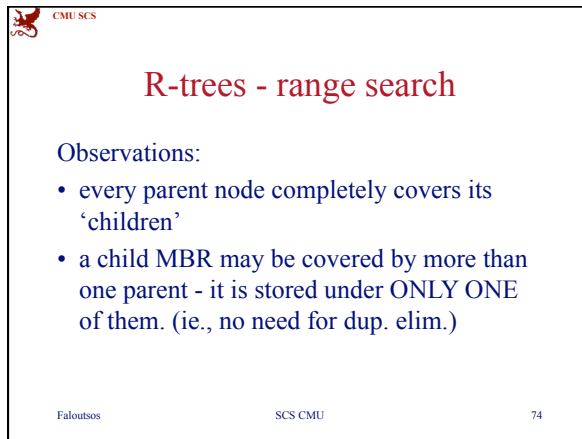 CMU SCS
R-trees - range search
Observations:
• every parent node completely covers its
‘children’
• a child MBR may be covered by more than
one parent - it is stored under ONLY ONE
of them. (ie., no need for dup. elim.)
Faloutsos SCS CMU 74